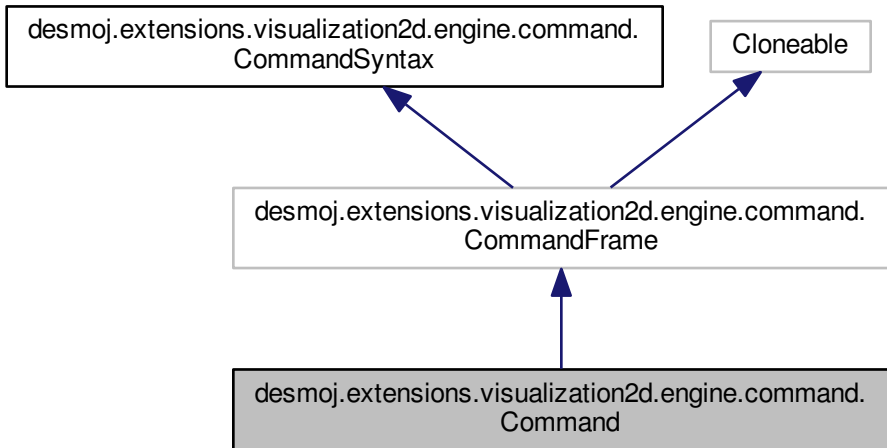 desmoj.extensions.visualization2d.engine.command.
CommandSyntax
Cloneable
desmoj.extensions.visualization2d.engine.command.
CommandFrame
desmoj.extensions.visualization2d.engine.command.
Command